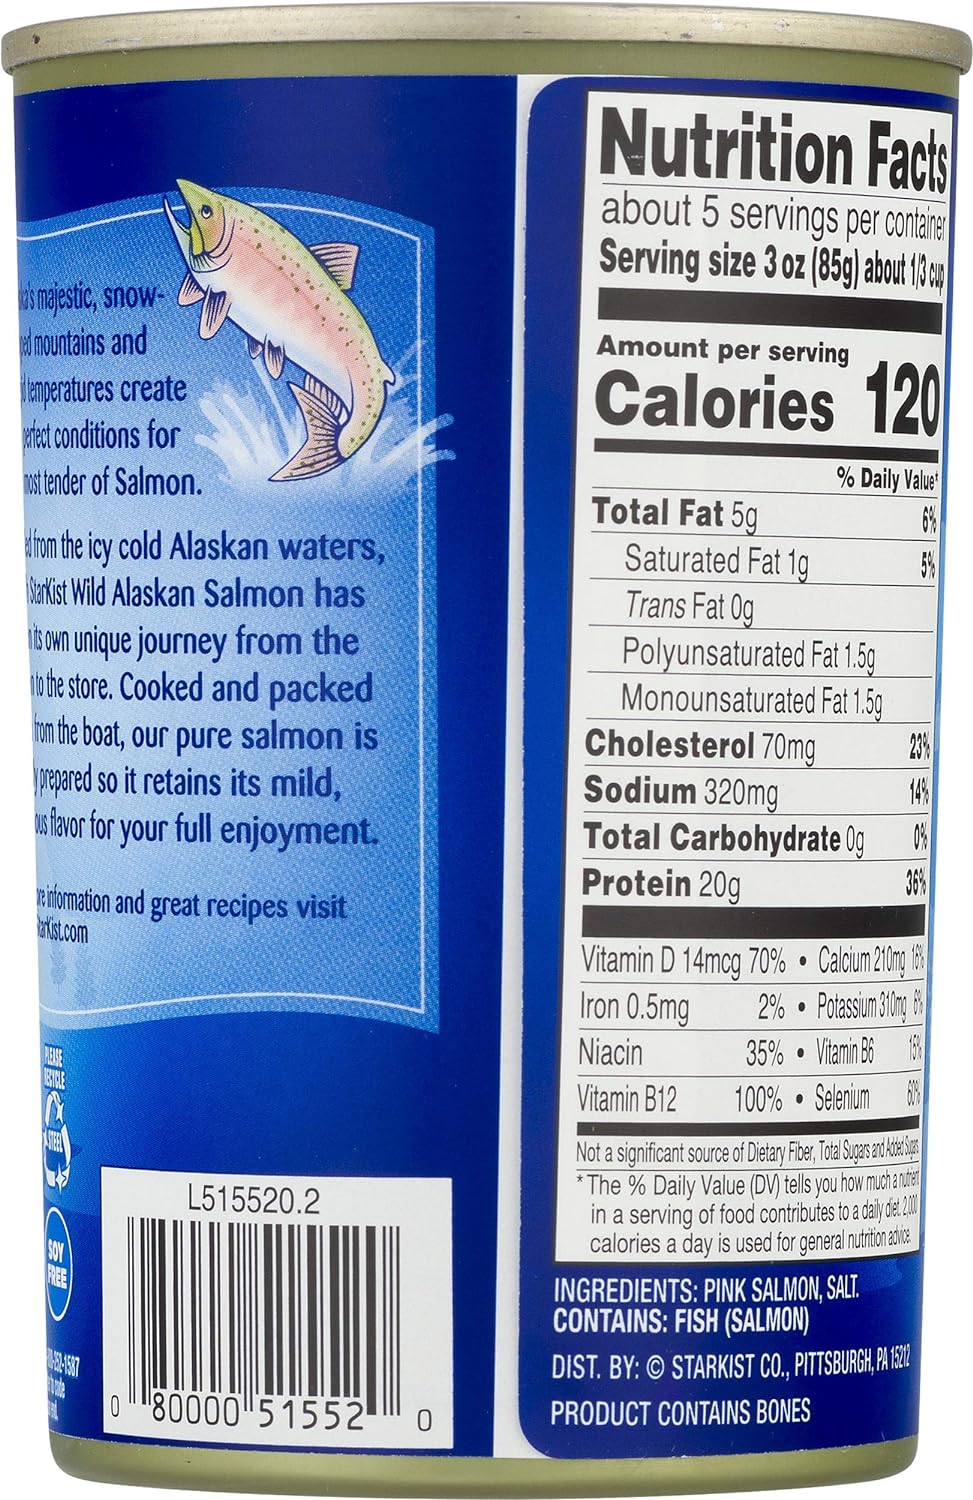 majestic, snow-
mountains and
temperatures create
conditions for
most tender of Salmon.
from the icy cold Alaskan waters,
StarKist Wild Alaskan Salmon has
its own unique journey from the
to the store. Cooked and packed
from the boat, our pure salmon is
prepared so it retains its mild,
flavor for your full enjoyment.
information and great recipes visit
StarKist.com
PLEASE
RECYCLE
STEEL
SOY
FREE
L515520.2
0 80000 51552 0
Nutrition Facts
about 5 servings per container
Serving size 3 oz (85g) about 1/3 cup
Amount per serving
Calories 120
% Daily Value*
Total Fat 5g 6%
Saturated Fat 1g 5%
Trans Fat 0g
Polyunsaturated Fat 1.5g
Monounsaturated Fat 1.5g
Cholesterol 70mg 23%
Sodium 320mg 14%
Total Carbohydrate 0g 0%
Protein 20g 36%
Vitamin D 14mcg 70% • Calcium 210mg 16%
Iron 0.5mg 2% • Potassium 310mg 6%
Niacin 35% • Vitamin B6 15%
Vitamin B12 100% • Selenium 60%
Not a significant source of Dietary Fiber, Total Sugars and Added Sugars
* The % Daily Value (DV) tells you how much a nutrient
in a serving of food contributes to a daily diet. 2,000
calories a day is used for general nutrition advice.
INGREDIENTS: PINK SALMON, SALT.
CONTAINS: FISH (SALMON)
DIST. BY: © STARKIST CO., PITTSBURGH, PA 15212
PRODUCT CONTAINS BONES